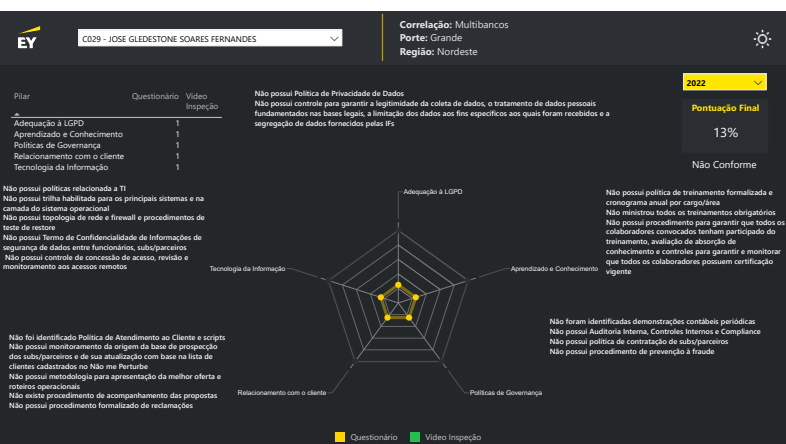 EY
C029 - JOSE GLEDESTONE SOARES FERNANDES
Correlação: Multibancos
Porte: Grande
Região: Nordeste
2022
Pontuação Final
13%
Não Conforme
Pilar Questionário Vídeo
Inspeção
Adequação à LGPD 1
Aprendizado e Conhecimento 1
Políticas de Governança 1
Relacionamento com o cliente 1
Tecnologia da Informação 1
Não possui Política de Privacidade de Dados
Não possui controle para garantir a legitimidade da coleta de dados, o tratamento de dados pessoais
fundamentados nas bases legais, a limitação dos dados aos fins específicos aos quais foram recebidos e a
segregação de dados fornecidos pelas IFs
Não possui políticas relacionada a TI
Não possui trilha habilitada para os principais sistemas e na
camada do sistema operacional
Não possui topologia de rede e firewall e procedimentos de
teste de restore
Não possui Termo de Confidencialidade de Informações de
segurança de dados entre funcionários, subs/parceiros
Não possui controle de concessão de acesso, revisão e
monitoramento aos acessos remotos
Adequação à LGPD
Tecnologia da Informação
Aprendizado e Conhecimento
Relacionamento com o cliente
Políticas de Governança
Não possui política de treinamento formalizada e
cronograma anual por cargo/área
Não ministrou todos os treinamentos obrigatórios
Não possui procedimento para garantir que todos os
colaboradores convocados tenham participado do
treinamento, avaliação de absorção de
conhecimento e controles para garantir e monitorar
que todos os colaboradores possuem certificação
vigente
Não foram identificadas demonstrações contábeis periódicas
Não possui Auditoria Interna, Controles Internos e Compliance
Não possui política de contratação de subs/parceiros
Não possui procedimento de prevenção à fraude
Não foi identificado Política de Atendimento ao Cliente e scripts
Não possui monitoramento da origem da base de prospecção
dos subs/parceiros e de sua atualização com base na lista de
clientes cadastrados no Não me Perturbe
Não possui metodologia para apresentação da melhor oferta e
roteiros operacionais
Não existe procedimento de acompanhamento das propostas
Não possui procedimento formalizado de reclamações
Questionário Vídeo Inspeção